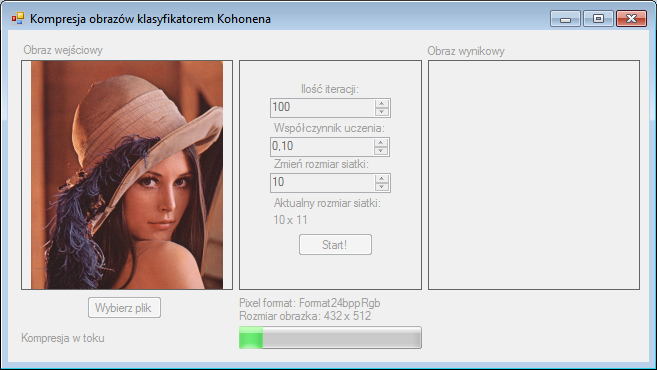 Kompresja obrazów klasyfikatorem Kohonena
Obraz wejściowy
Obraz wynikowy
Ilość iteracji:
100
Współczynnik uczenia:
0,10
Zmień rozmiar siatki:
10
Aktualny rozmiar siatki:
10 x 11
Start!
Wybierz plik
Pixel format: Format24bppRgb
Rozmiar obrazka: 432 x 512
Kompresja w toku